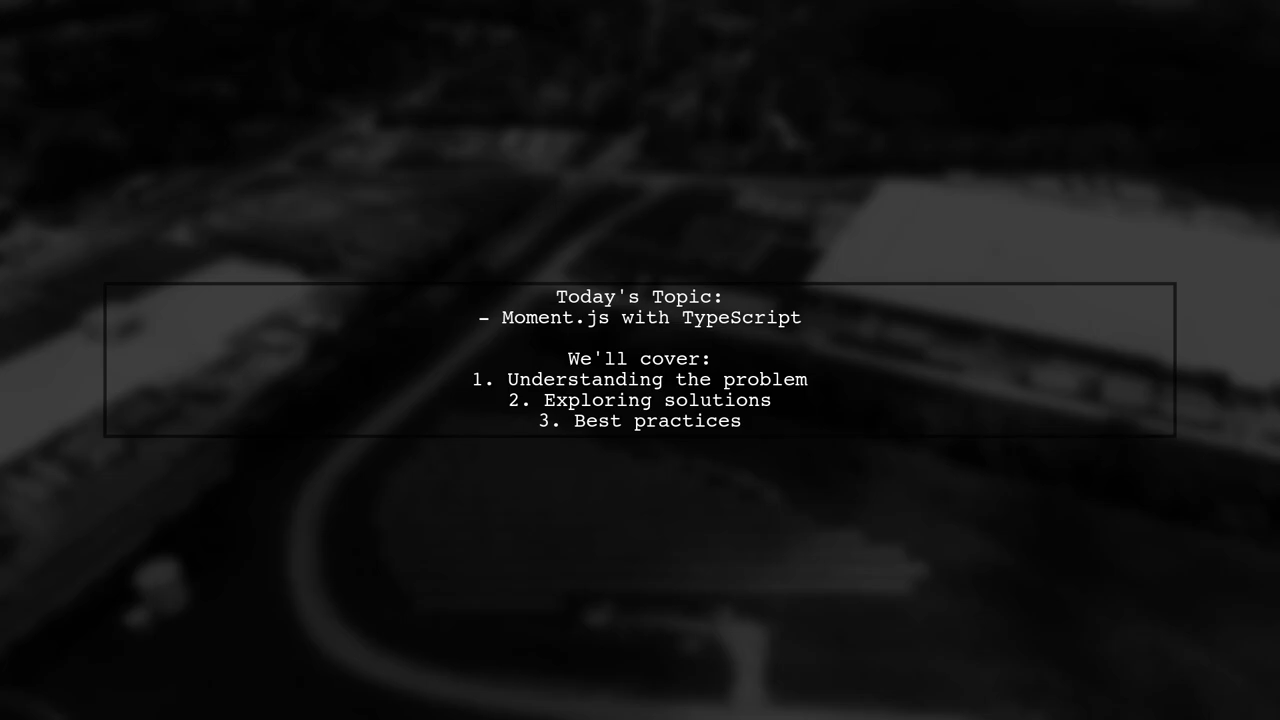 Today's Topic:
- Moment.js with TypeScript
We'll cover:
1. Understanding the problem
2. Exploring solutions
3. Best practices